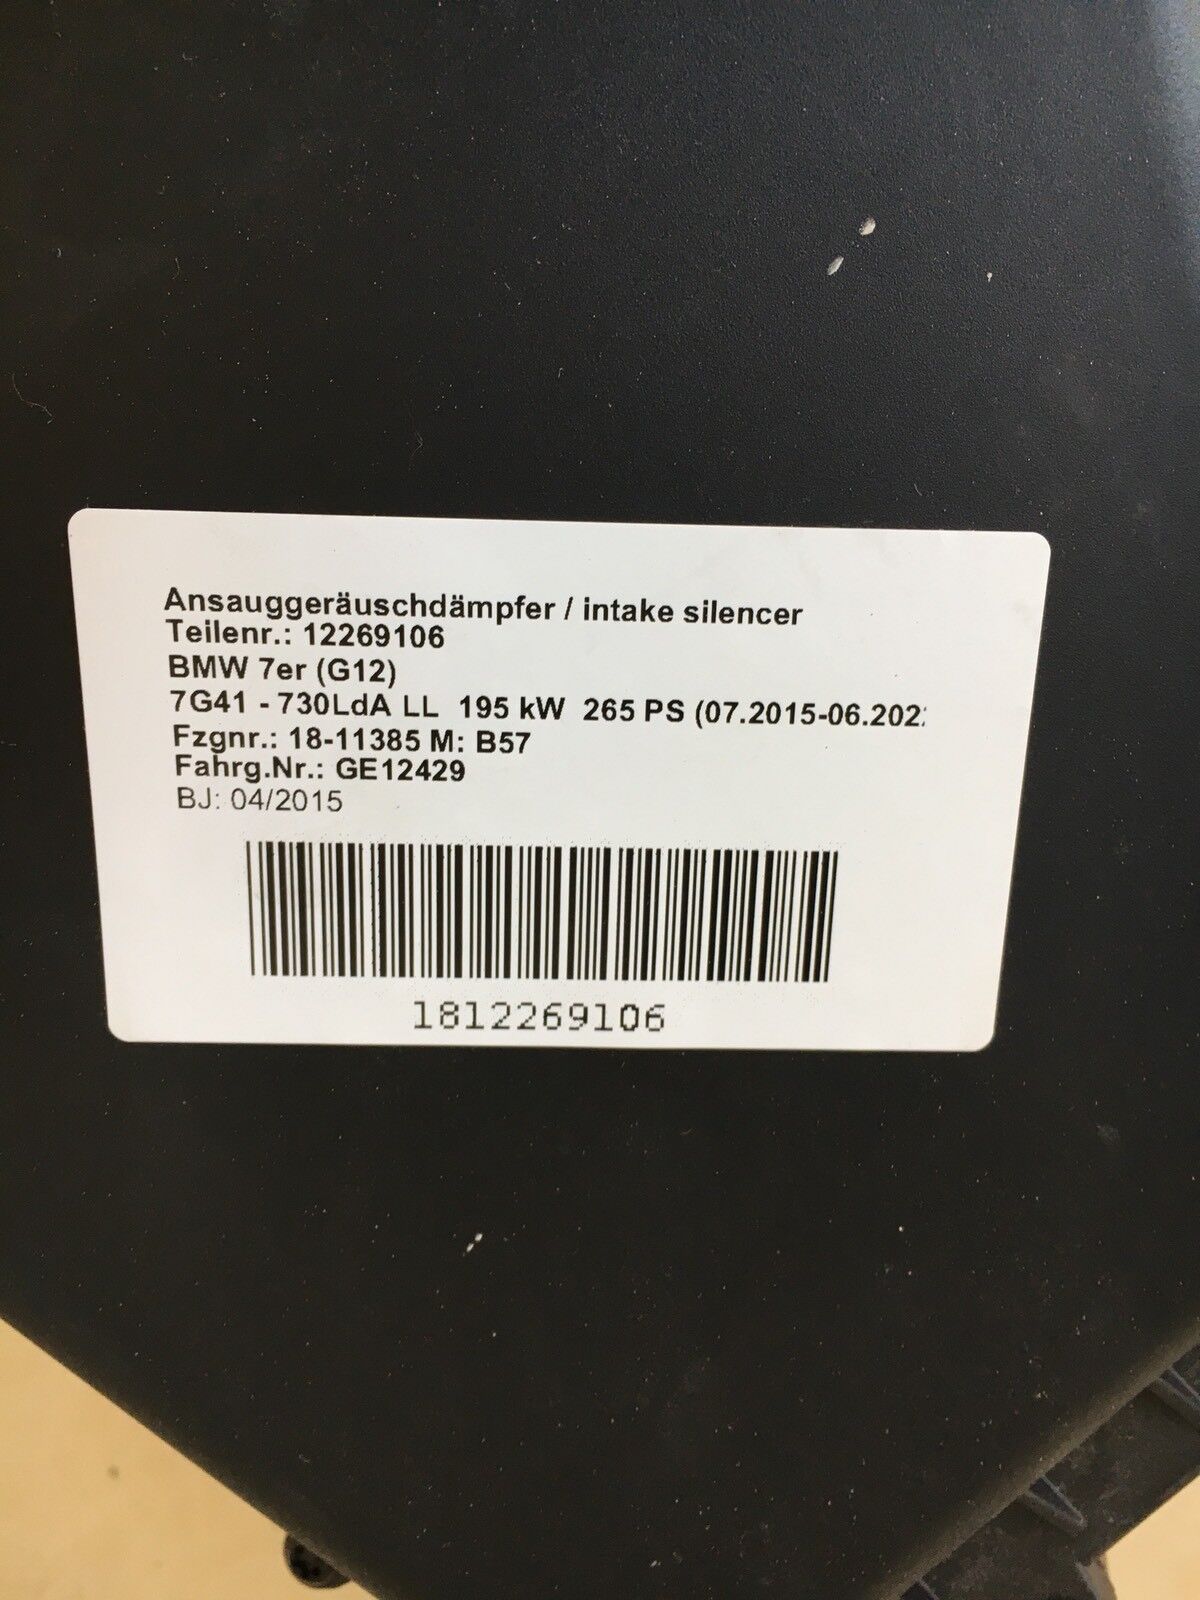 Ansauggeräuschdämpfer / intake silencer
Teilenr.: 12269106
BMW 7er (G12)
7G41 - 730LdA LL 195 kW 265 PS (07.2015-06.202
Fzgnr.: 18-11385 M: B57
Fahrg.Nr.: GE12429
BJ: 04/2015
1812269106